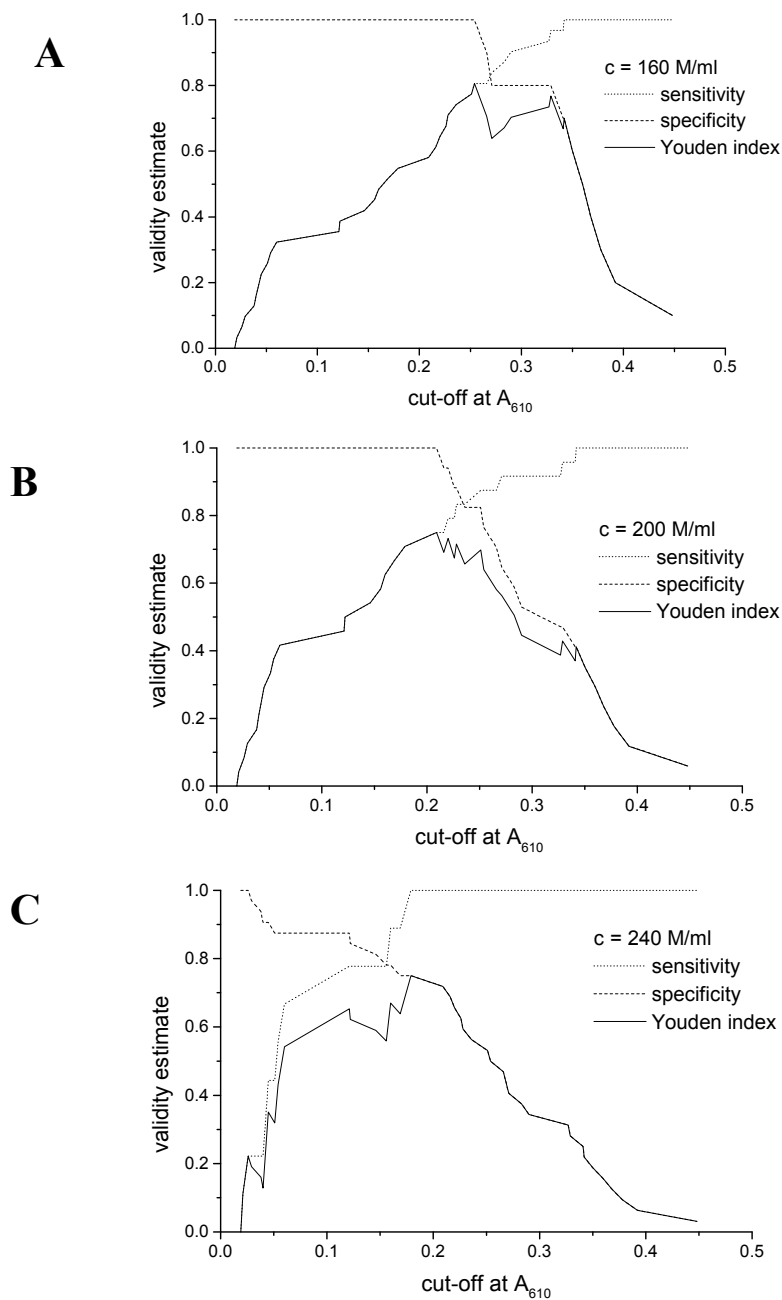 A
1.0
0.8
0.6
0.4
0.2
0.0
validity estimate
c = 160 M/ml
sensitivity
specificity
Youden index
0.0 0.1 0.2 0.3 0.4 0.5
cut-off at A610
B
1.0
0.8
0.6
0.4
0.2
0.0
validity estimate
c = 200 M/ml
sensitivity
specificity
Youden index
0.0 0.1 0.2 0.3 0.4 0.5
cut-off at A610
C
1.0
0.8
0.6
0.4
0.2
0.0
validity estimate
c = 240 M/ml
sensitivity
specificity
Youden index
0.0 0.1 0.2 0.3 0.4 0.5
cut-off at A610